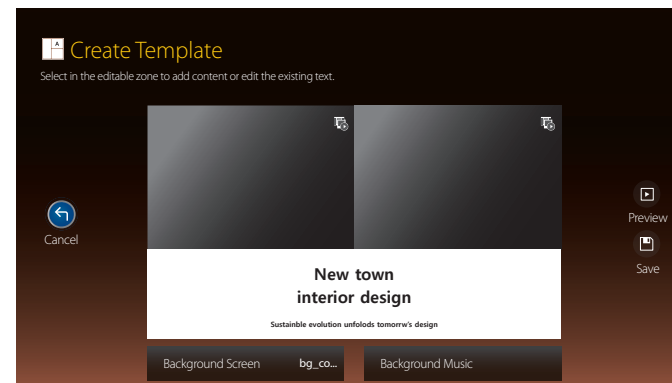 A
Create Template
Select in the editable zone to add content or edit the existing text.
Cancel
Preview
Save
New town
interior design
Sustainble evolution unfolods tomorrw's design
Background Screen bg_co...
Background Music